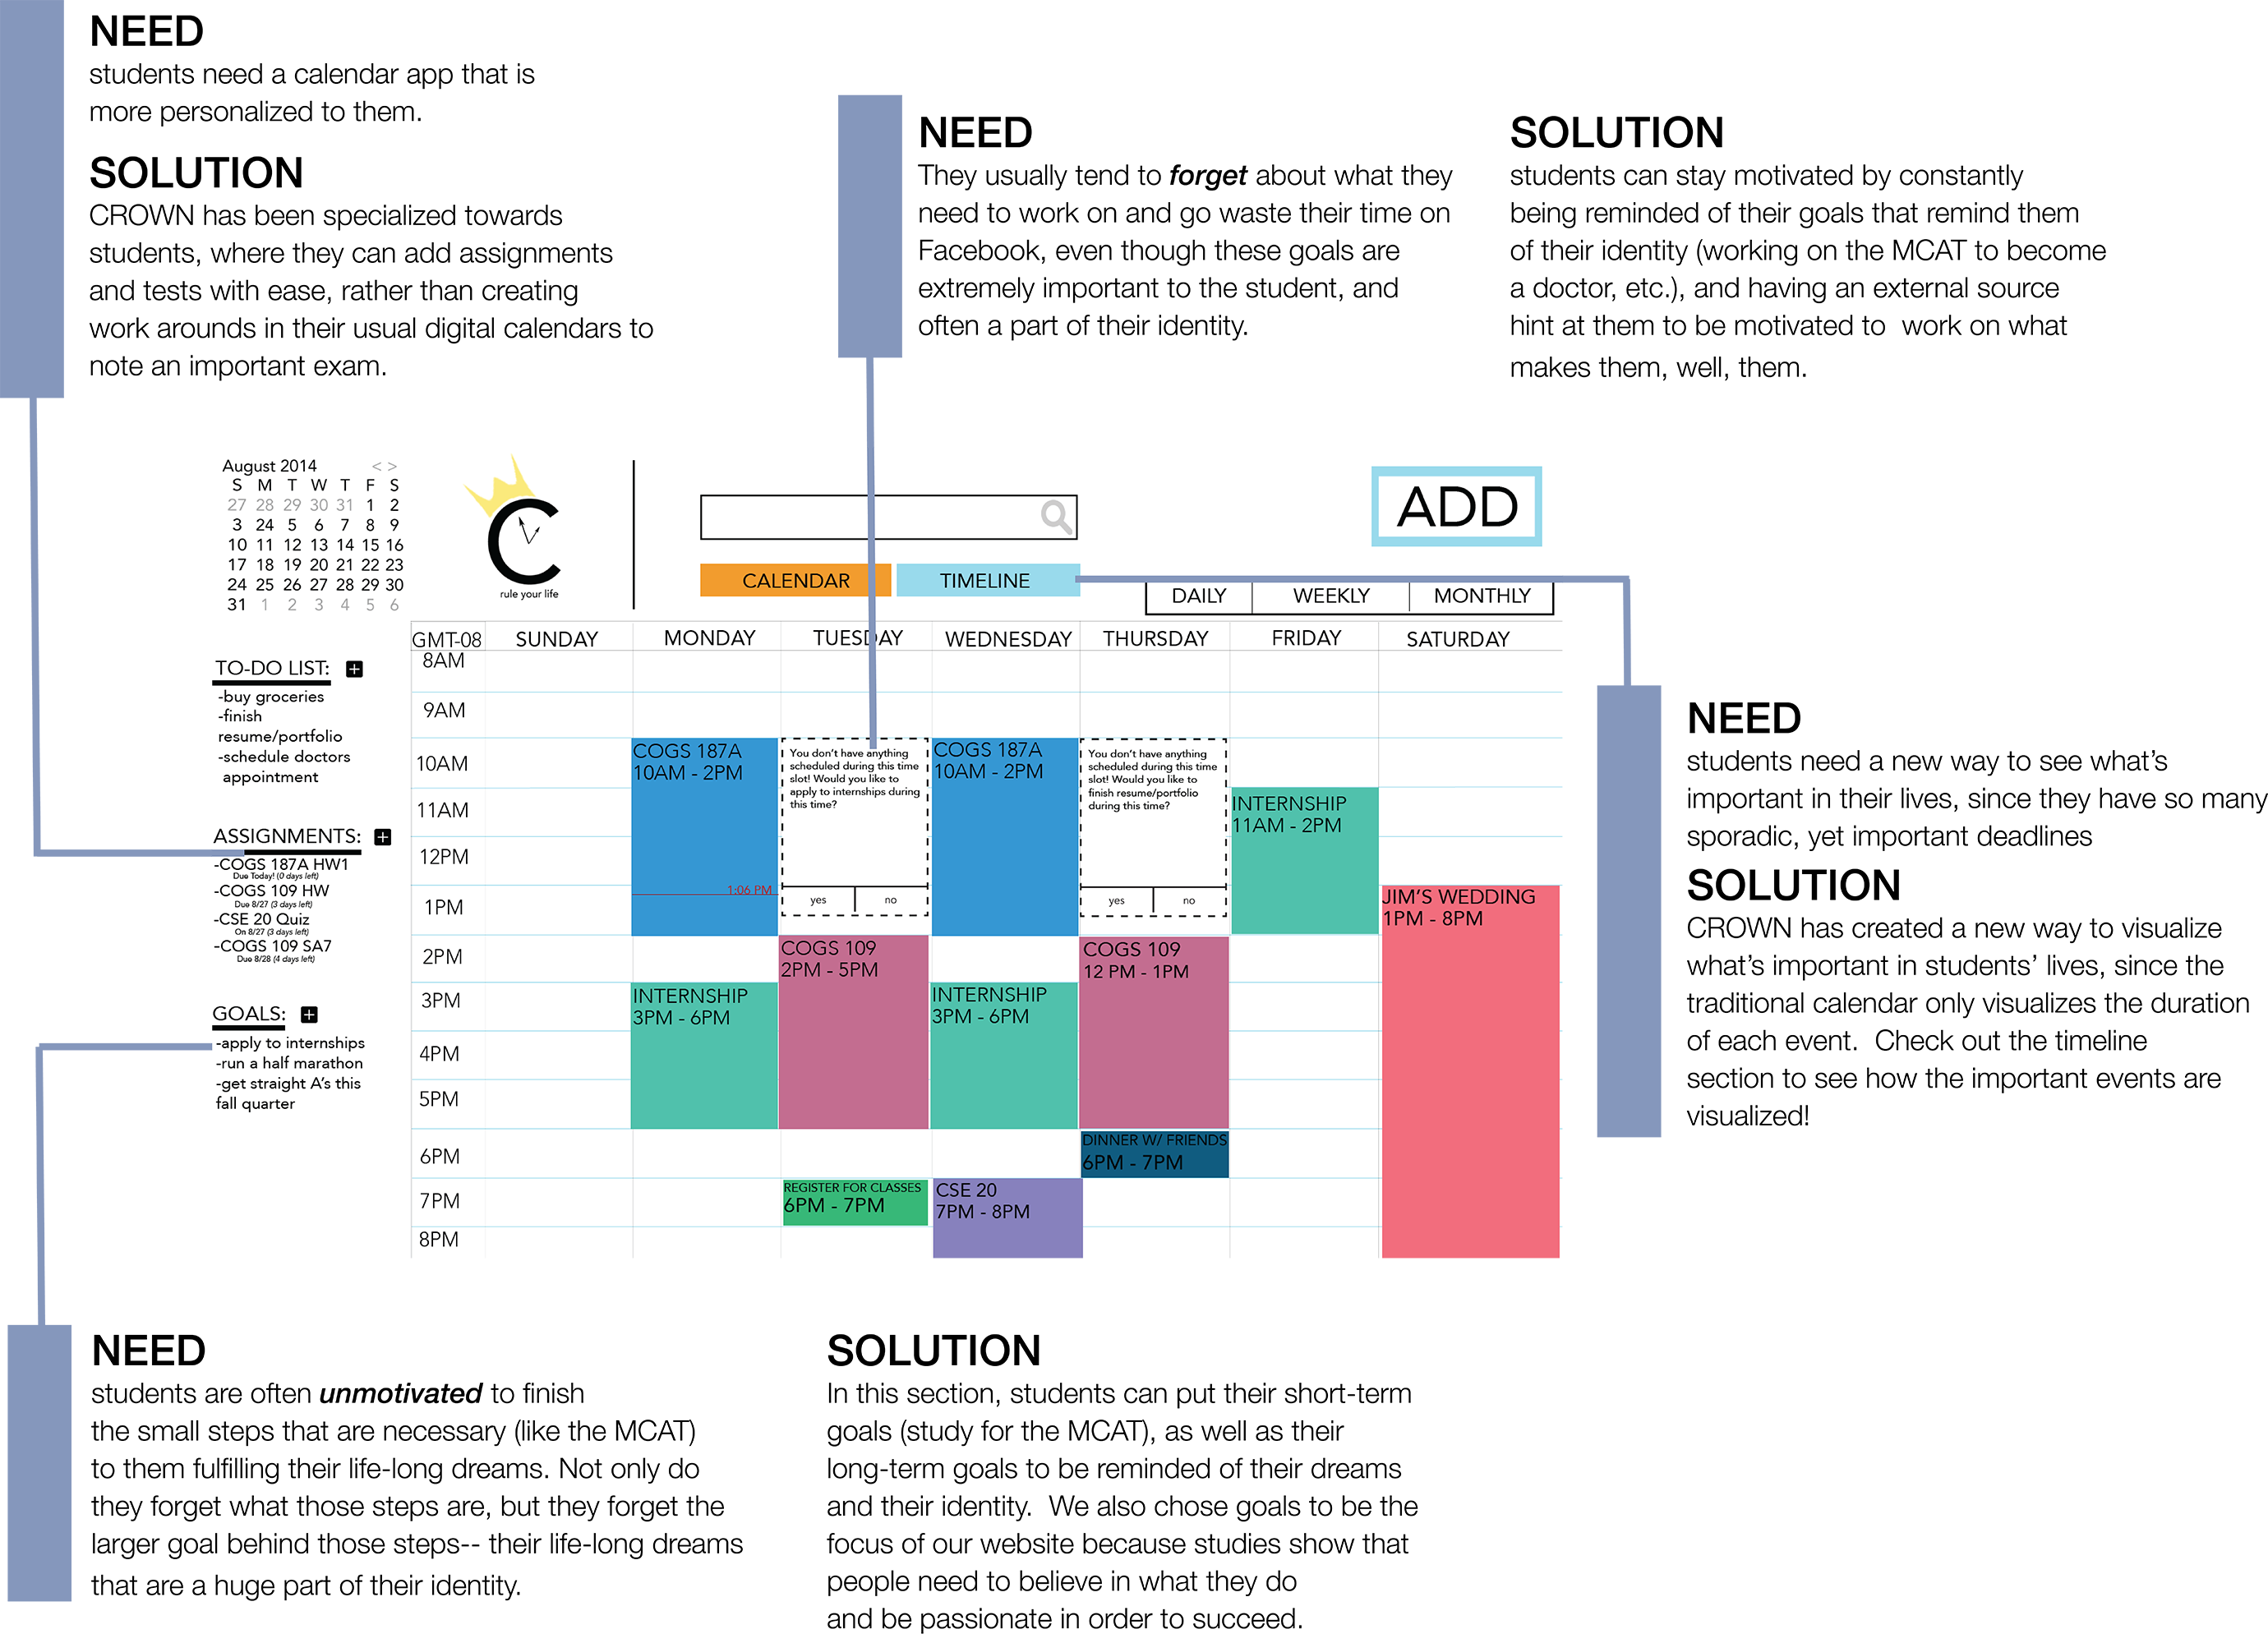 NEED
students need a calendar app that is
more personalized to them.
SOLUTION
CROWN has been specialized towards
students, where they can add assignments
and tests with ease, rather than creating
work arounds in their usual digital calendars to
note an important exam.
NEED
They usually tend to forget about what they
need to work on and go waste their time on
Facebook, even though these goals are
extremely important to the student, and
often a part of their identity.
SOLUTION
students can stay motivated by constantly
being reminded of their goals that remind them
of their identity (working on the MCAT to become
a doctor, etc.), and having an external source
hint at them to be motivated to work on what
makes them, well, them.
August 2014 < >
S M T W T F S
27 28 29 30 31 1 2
3 24 5 6 7 8 9
10 11 12 13 14 15 16
17 18 19 20 21 22 23
24 25 26 27 28 29 30
31 1 2 3 4 5 6
C
rule your life
ADD
CALENDAR
TIMELINE
DAILY
WEEKLY
MONTHLY
TO-DO LIST: +
-buy groceries
-finish
resume/portfolio
-schedule doctors
appointment
ASSIGNMENTS: +
-COGS 187A HW1
Due Today! (0 days left)
-COGS 109 HW
Due 8/27 (3 days left)
-CSE 20 Quiz
On 8/27 (3 days left)
-COGS 109 SA7
Due 8/28 (4 days left)
GOALS: +
-apply to internships
-run a half marathon
-get straight A's this
fall quarter
GMT-08 SUNDAY MONDAY TUESDAY WEDNESDAY THURSDAY FRIDAY SATURDAY
8AM
9AM
10AM
11AM
12PM
1PM
2PM
3PM
4PM
5PM
6PM
7PM
8PM
COGS 187A
10AM - 2PM
1:06 PM
INTERNSHIP
3PM - 6PM
You don't have anything
scheduled during this time
slot! Would you like to
apply to internships during
this time?
yes no
COGS 109
2PM - 5PM
REGISTER FOR CLASSES
6PM - 7PM
COGS 187A
10AM - 2PM
INTERNSHIP
3PM - 6PM
CSE 20
7PM - 8PM
You don't have anything
scheduled during this time
slot! Would you like to
finish resume/portfolio
during this time?
yes no
COGS 109
12 PM - 1PM
DINNER W/ FRIENDS
6PM - 7PM
INTERNSHIP
11AM - 2PM
JIM'S WEDDING
1PM - 8PM
NEED
students need a new way to see what's
important in their lives, since they have so many
sporadic, yet important deadlines
SOLUTION
CROWN has created a new way to visualize
what's important in students' lives, since the
traditional calendar only visualizes the duration
of each event. Check out the timeline
section to see how the important events are
visualized!
NEED
students are often unmotivated to finish
the small steps that are necessary (like the MCAT)
to them fulfilling their life-long dreams. Not only do
they forget what those steps are, but they forget the
larger goal behind those steps-- their life-long dreams
that are a huge part of their identity.
SOLUTION
In this section, students can put their short-term
goals (study for the MCAT), as well as their
long-term goals to be reminded of their dreams
and their identity. We also chose goals to be the
focus of our website because studies show that
people need to believe in what they do
and be passionate in order to succeed.